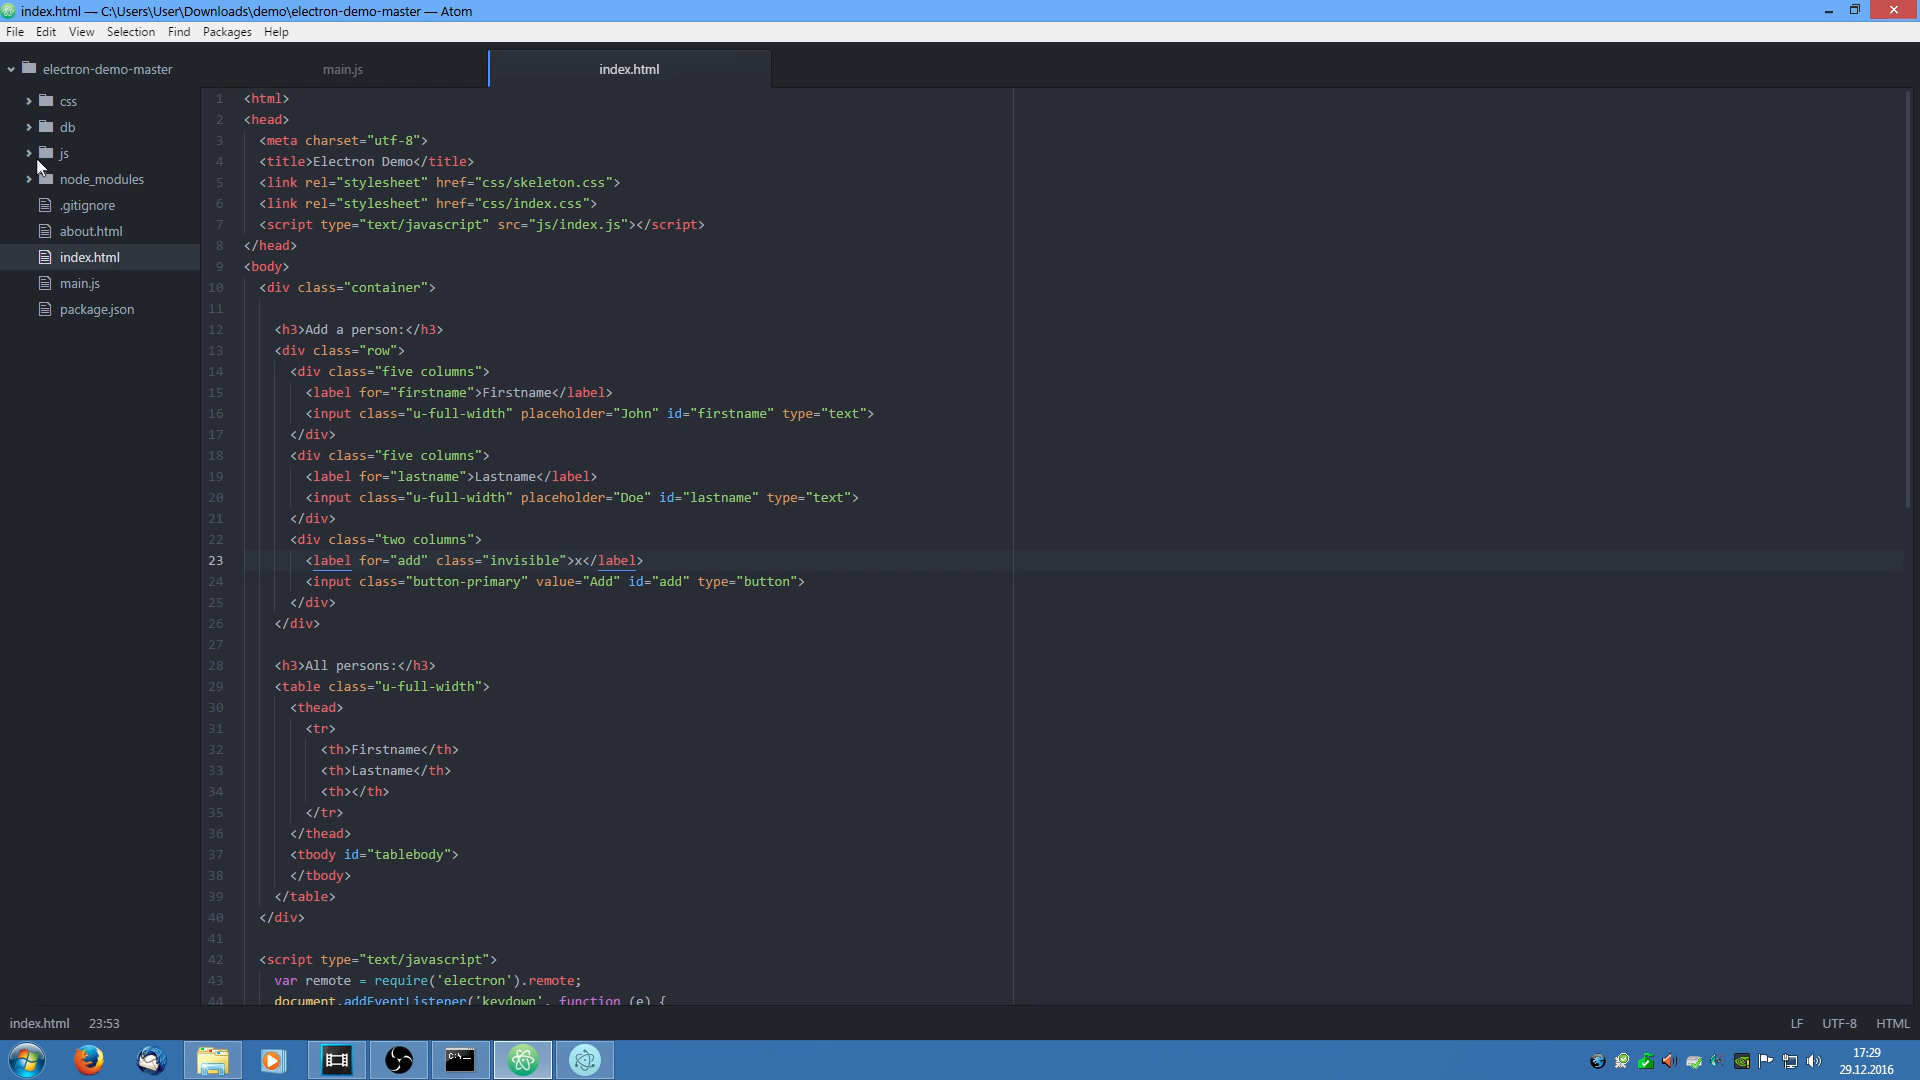 index.html — C:\Users\User\Downloads\demo\electron-demo-master — Atom
File Edit View Selection Find Packages Help
electron-demo-master
css
db
js
node_modules
.gitignore
about.html
index.html
main.js
package.json
main.js index.html
1 <html>
2 <head>
3 <meta charset="utf-8">
4 <title>Electron Demo</title>
5 <link rel="stylesheet" href="css/skeleton.css">
6 <link rel="stylesheet" href="css/index.css">
7 <script type="text/javascript" src="js/index.js"></script>
8 </head>
9 <body>
10 <div class="container">
11
12 <h3>Add a person:</h3>
13 <div class="row">
14 <div class="five columns">
15 <label for="firstname">Firstname</label>
16 <input class="u-full-width" placeholder="John" id="firstname" type="text">
17 </div>
18 <div class="five columns">
19 <label for="lastname">Lastname</label>
20 <input class="u-full-width" placeholder="Doe" id="lastname" type="text">
21 </div>
22 <div class="two columns">
23 <label for="add" class="invisible">x</label>
24 <input class="button-primary" value="Add" id="add" type="button">
25 </div>
26 </div>
27
28 <h3>All persons:</h3>
29 <table class="u-full-width">
30 <thead>
31 <tr>
32 <th>Firstname</th>
33 <th>Lastname</th>
34 <th></th>
35 </tr>
36 </thead>
37 <tbody id="tablebody">
38 </tbody>
39 </table>
40 </div>
41
42 <script type="text/javascript">
43 var remote = require('electron').remote;
44 document.addEventListener('keydown', function (e) {
index.html 23:53 LF UTF-8 HTML
C:\_
17:29
29.12.2016